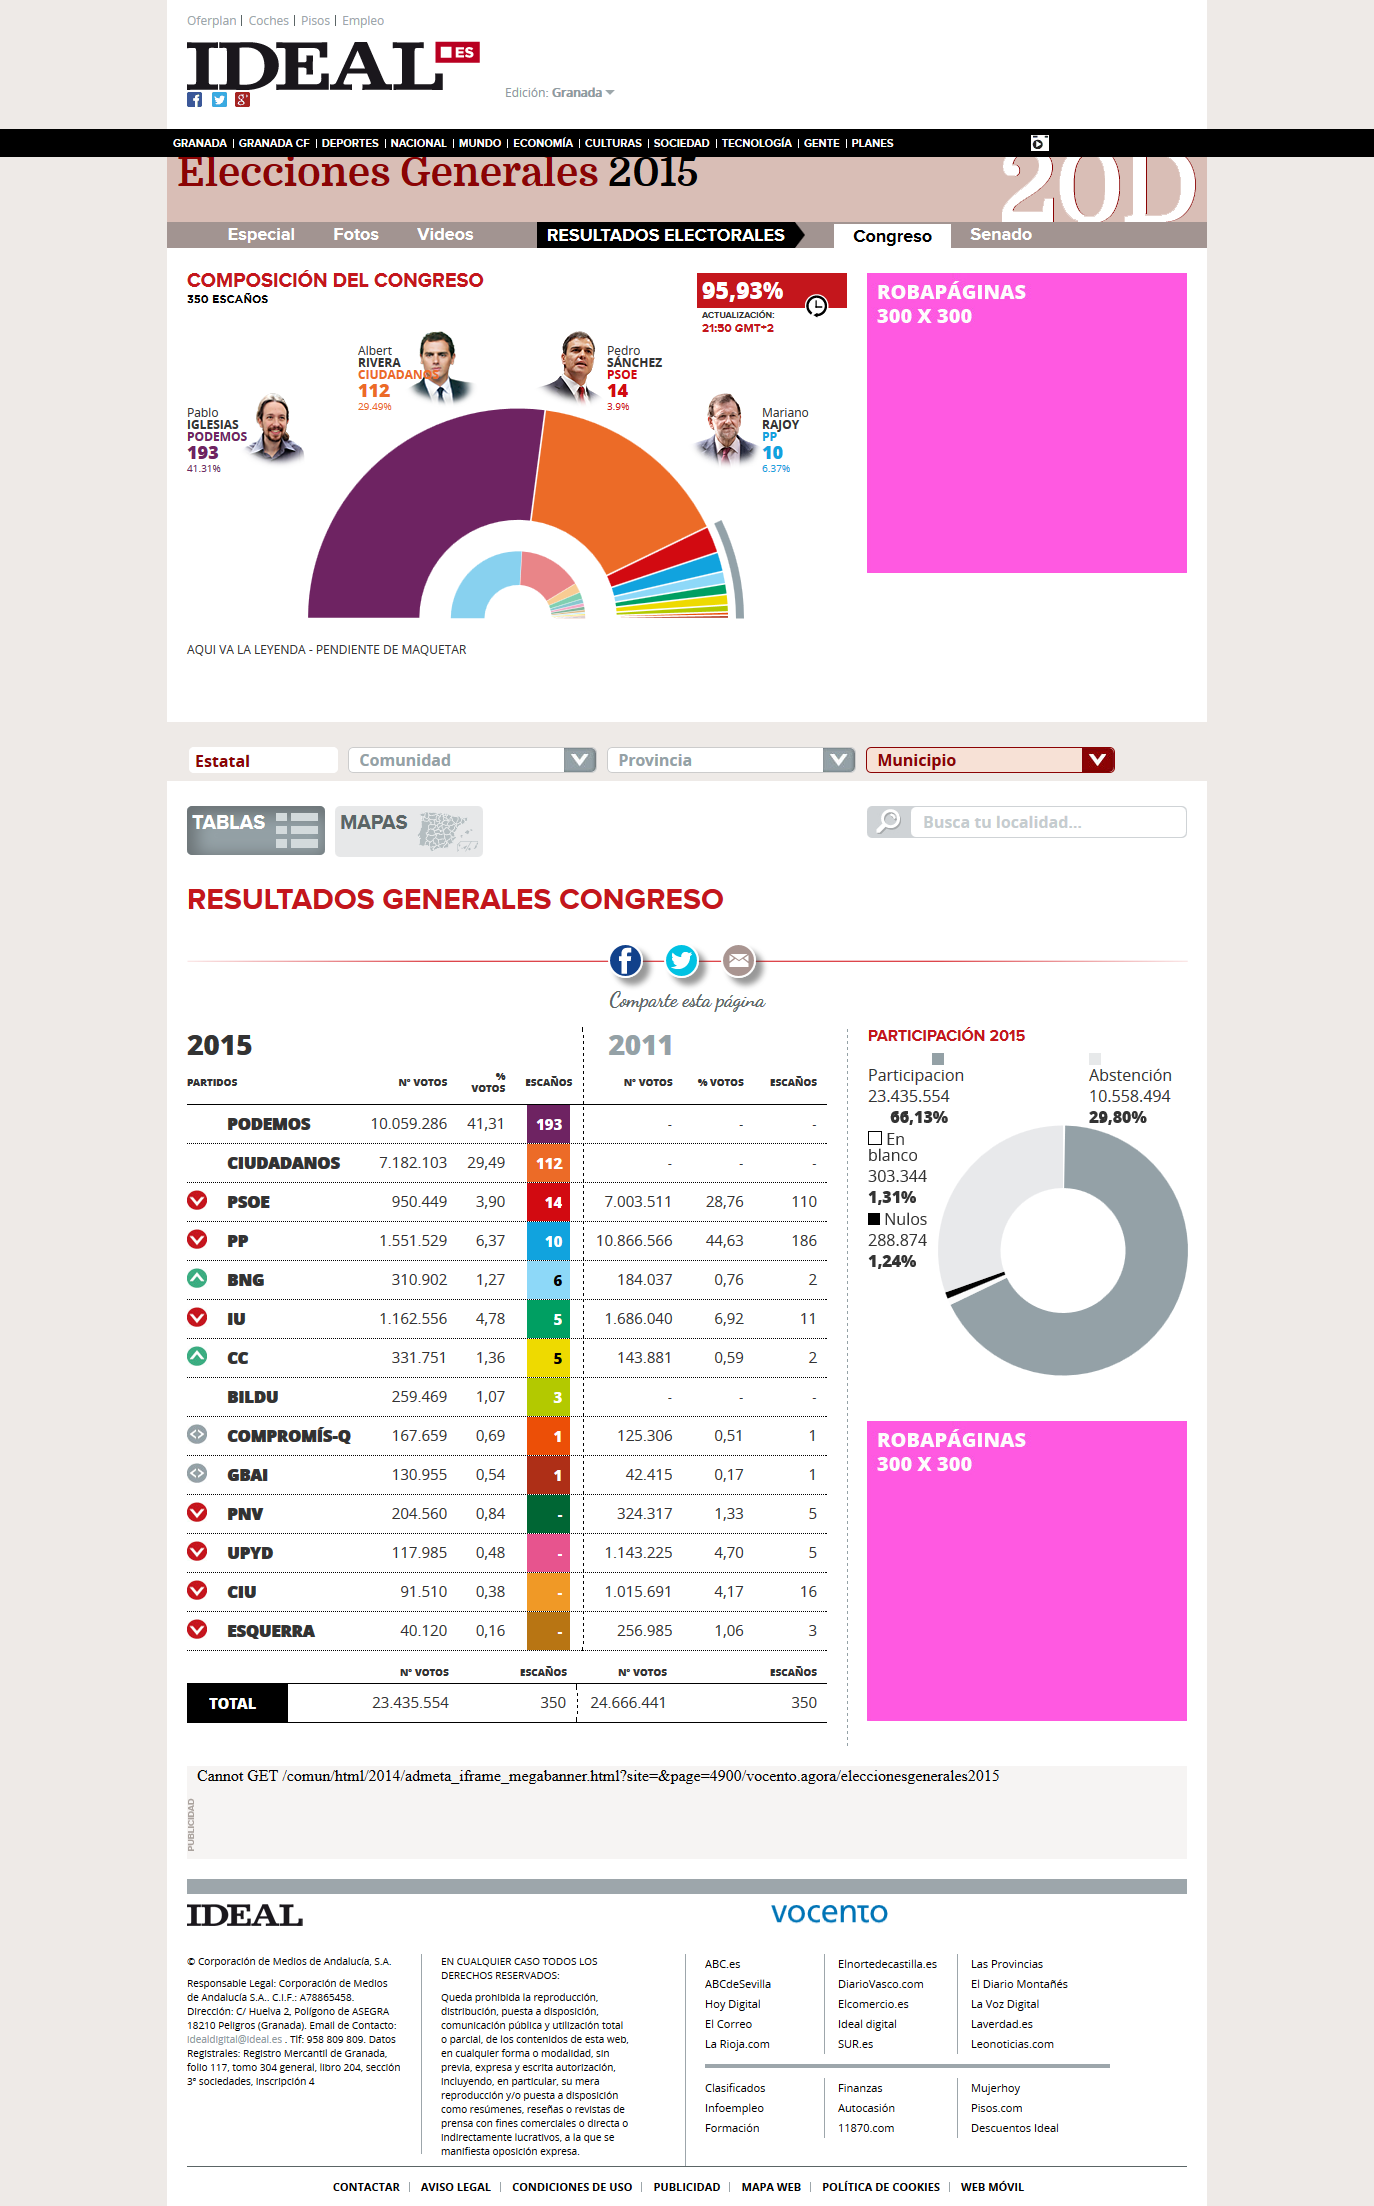 Oferplan | Coches | Pisos | Empleo
IDEAL ES
Edición: Granada
GRANADA | GRANADA CF | DEPORTES | NACIONAL | MUNDO | ECONOMÍA | CULTURAS | SOCIEDAD | TECNOLOGÍA | GENTE | PLANES
Elecciones Generales 2015
20D
Especial Fotos Videos RESULTADOS ELECTORALES Congreso Senado
COMPOSICIÓN DEL CONGRESO
350 ESCAÑOS
95,93%
ACTUALIZACIÓN:
21:50 GMT+2
ROBAPÁGINAS
300 X 300
Albert
RIVERA
CIUDADANOS
112
29.49%
Pedro
SÁNCHEZ
PSOE
14
3.9%
Pablo
IGLESIAS
PODEMOS
193
41.31%
Mariano
RAJOY
PP
10
6.37%
AQUI VA LA LEYENDA - PENDIENTE DE MAQUETAR
Estatal Comunidad Provincia Municipio
TABLAS MAPAS Busca tu localidad...
RESULTADOS GENERALES CONGRESO
Comparte esta página
2015 2011
PARTIDOS Nº VOTOS % VOTOS ESCAÑOS Nº VOTOS % VOTOS ESCAÑOS
PODEMOS 10.059.286 41,31 193 - - -
CIUDADANOS 7.182.103 29,49 112 - - -
PSOE 950.449 3,90 14 7.003.511 28,76 110
PP 1.551.529 6,37 10 10.866.566 44,63 186
BNG 310.902 1,27 6 184.037 0,76 2
IU 1.162.556 4,78 5 1.686.040 6,92 11
CC 331.751 1,36 5 143.881 0,59 2
BILDU 259.469 1,07 3 - - -
COMPROMÍS-Q 167.659 0,69 1 125.306 0,51 1
GBAI 130.955 0,54 1 42.415 0,17 1
PNV 204.560 0,84 - 324.317 1,33 5
UPYD 117.985 0,48 - 1.143.225 4,70 5
CIU 91.510 0,38 - 1.015.691 4,17 16
ESQUERRA 40.120 0,16 - 256.985 1,06 3
Nº VOTOS ESCAÑOS Nº VOTOS ESCAÑOS
TOTAL 23.435.554 350 24.666.441 350
PARTICIPACIÓN 2015
Participacion
23.435.554
66,13%
Abstención
10.558.494
29,80%
En
blanco
303.344
1,31%
Nulos
288.874
1,24%
ROBAPÁGINAS
300 X 300
Cannot GET /comun/html/2014/admeta_iframe_megabanner.html?site=&page=4900/vocento.agora/eleccionesgenerales2015
PUBLICIDAD
IDEAL
vocento
© Corporación de Medios de Andalucía, S.A.
Responsable Legal: Corporación de Medios
de Andalucía S.A.. C.I.F.: A78865458.
Dirección: C/ Huelva 2, Polígono de ASEGRA
18210 Peligros (Granada). Email de Contacto:
idealdigital@ideal.es . Tlf: 958 809 809. Datos
Registrales: Registro Mercantil de Granada,
folio 117, tomo 304 general, libro 204, sección
3ª sociedades, inscripción 4
EN CUALQUIER CASO TODOS LOS
DERECHOS RESERVADOS:
Queda prohibida la reproducción,
distribución, puesta a disposición,
comunicación pública y utilización total
o parcial, de los contenidos de esta web,
en cualquier forma o modalidad, sin
previa, expresa y escrita autorización,
incluyendo, en particular, su mera
reproducción y/o puesta a disposición
como resúmenes, reseñas o revistas de
prensa con fines comerciales o directa o
indirectamente lucrativos, a la que se
manifiesta oposición expresa.
ABC.es
ABCdeSevilla
Hoy Digital
El Correo
La Rioja.com
Elnortedecastilla.es
DiarioVasco.com
Elcomercio.es
Ideal digital
SUR.es
Las Provincias
El Diario Montañés
La Voz Digital
Laverdad.es
Leonoticias.com
Clasificados
Infoempleo
Formación
Finanzas
Autocasión
11870.com
Mujerhoy
Pisos.com
Descuentos Ideal
CONTACTAR | AVISO LEGAL | CONDICIONES DE USO | PUBLICIDAD | MAPA WEB | POLÍTICA DE COOKIES | WEB MÓVIL